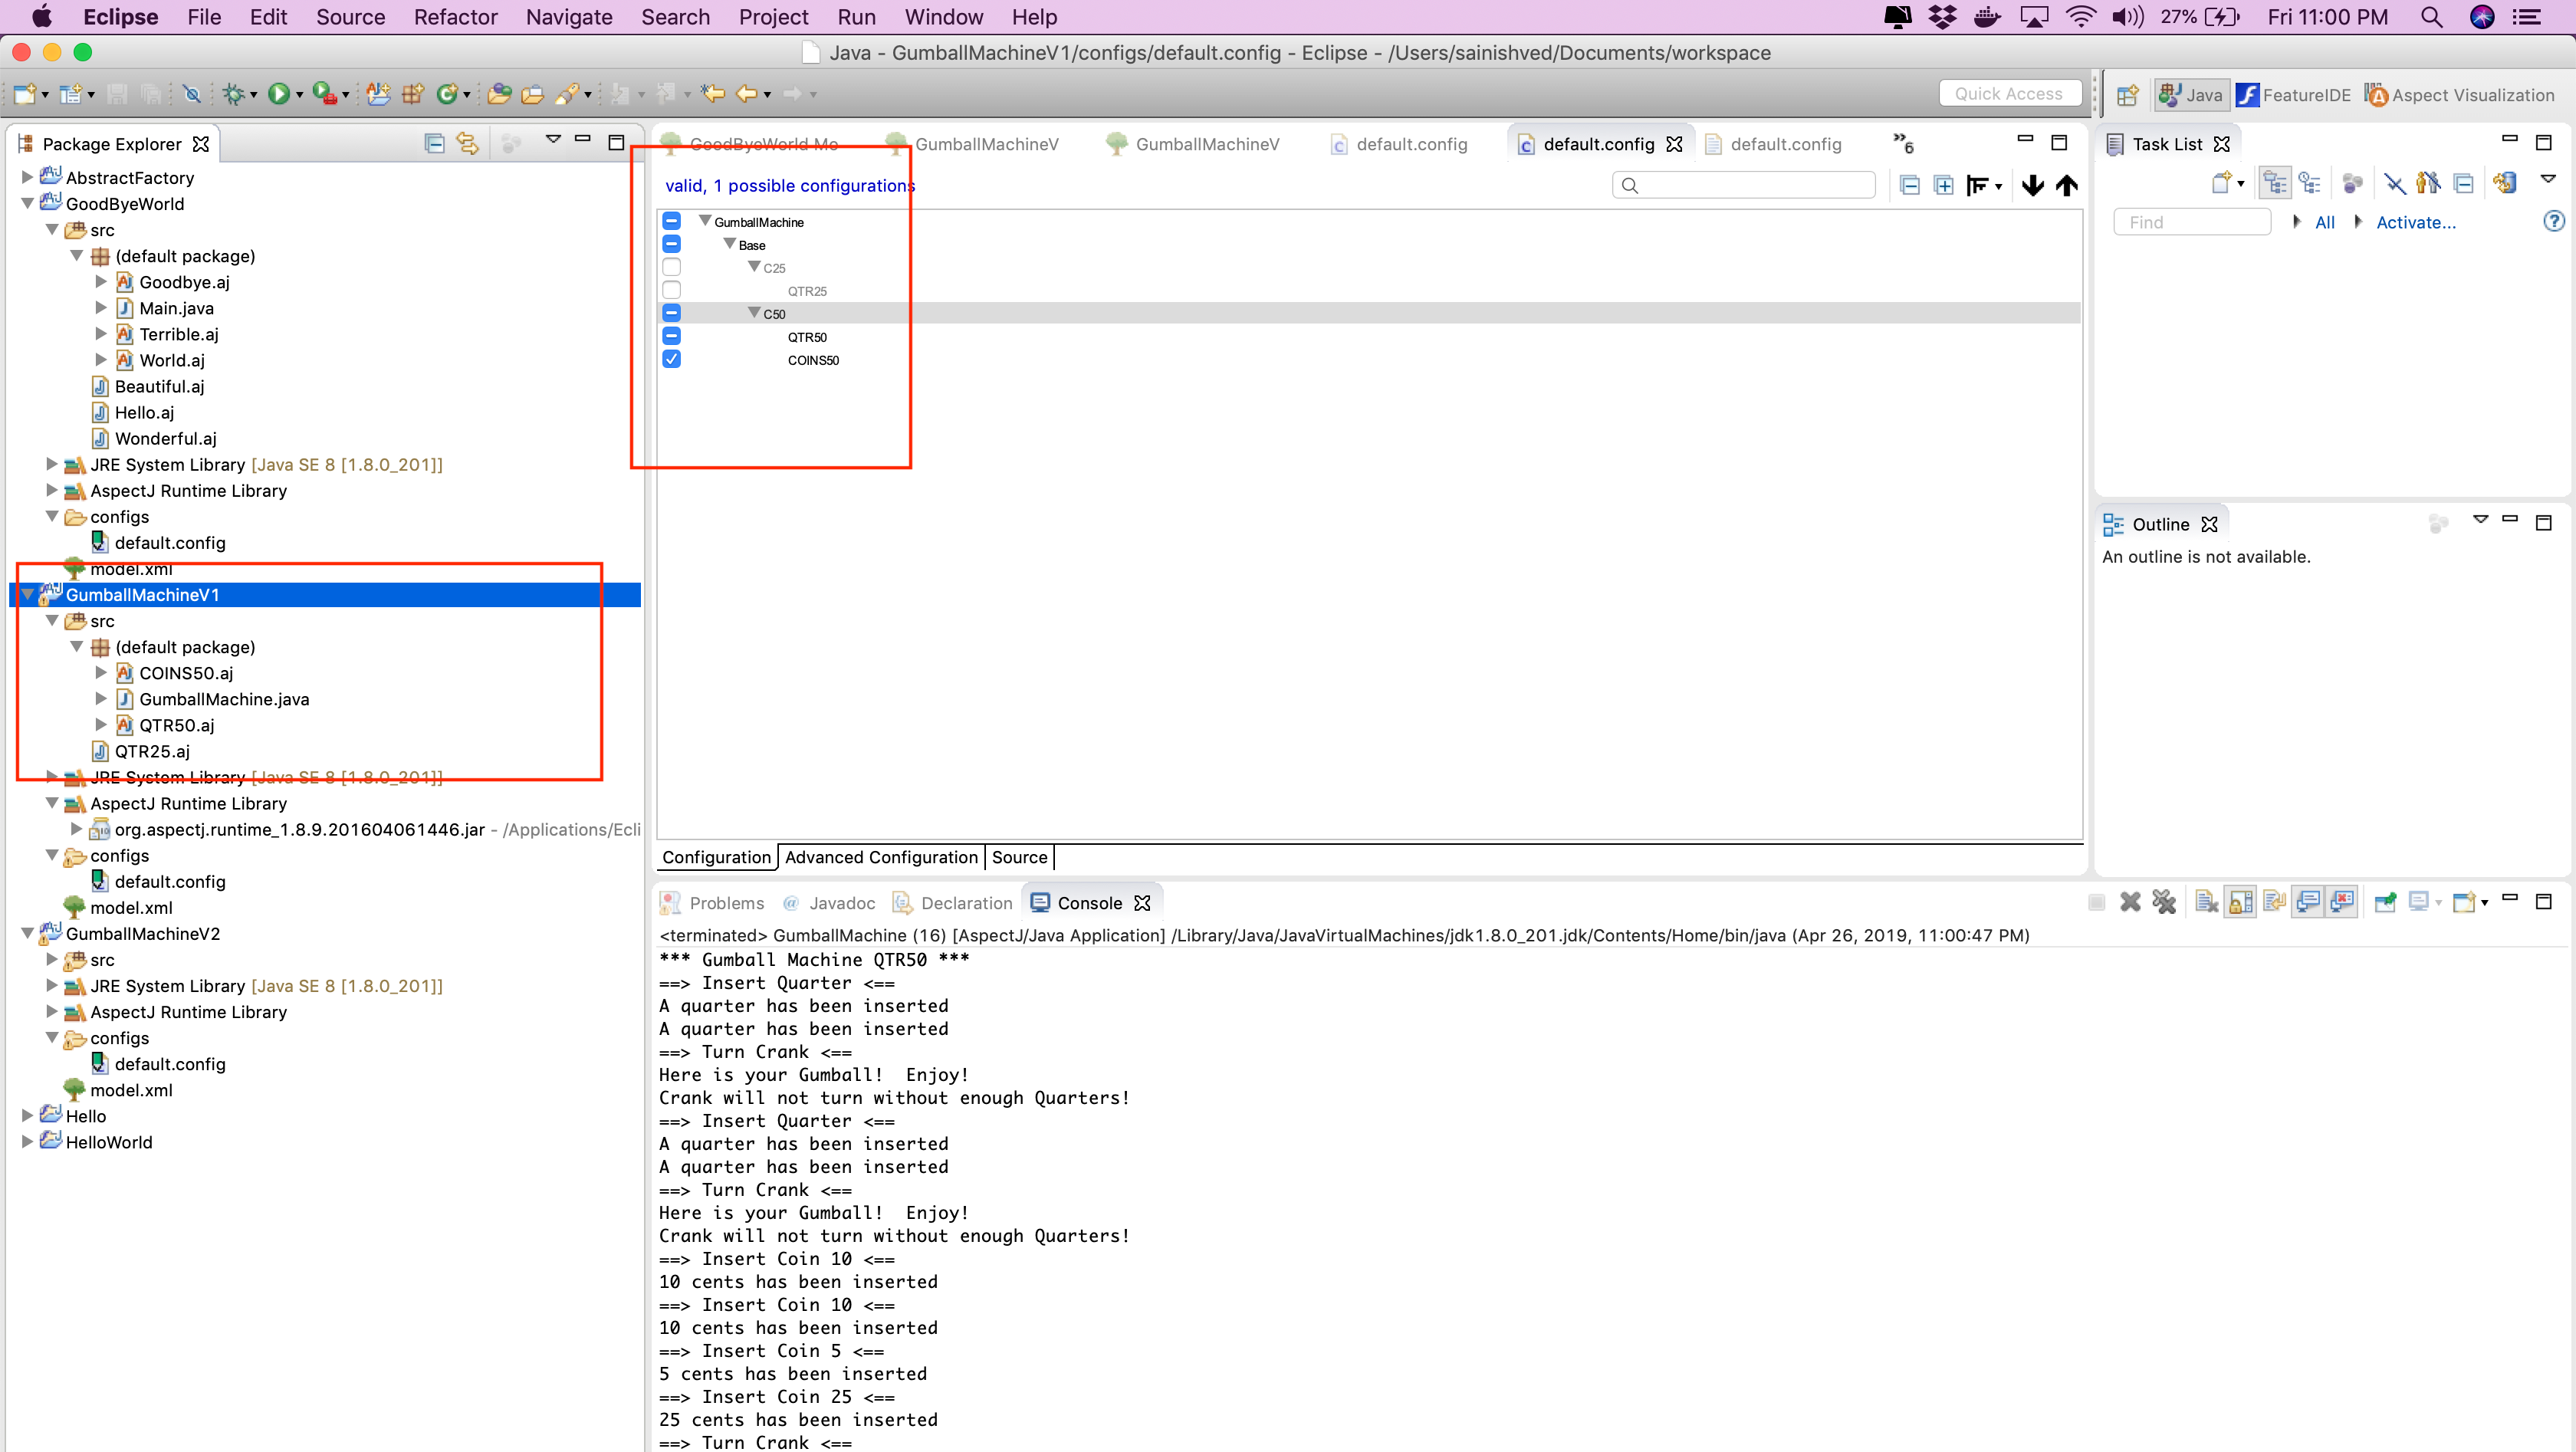 Eclipse File Edit Source Refactor Navigate Search Project Run Window Help 27% Fri 11:00 PM
Java - GumballMachineV1/configs/default.config - Eclipse - /Users/sainishved/Documents/workspace
Quick Access Java FeatureIDE Aspect Visualization
Package Explorer
AbstractFactory
GoodByeWorld
src
(default package)
Goodbye.aj
Main.java
Terrible.aj
World.aj
Beautiful.aj
Hello.aj
Wonderful.aj
JRE System Library [Java SE 8 [1.8.0_201]]
AspectJ Runtime Library
configs
default.config
model.xml
GumballMachineV1
src
(default package)
COINS50.aj
GumballMachine.java
QTR50.aj
QTR25.aj
JRE System Library [Java SE 8 [1.8.0_201]]
AspectJ Runtime Library
org.aspectj.runtime_1.8.9.201604061446.jar - /Applications/Ecli
configs
default.config
model.xml
GumballMachineV2
src
JRE System Library [Java SE 8 [1.8.0_201]]
AspectJ Runtime Library
configs
default.config
model.xml
Hello
HelloWorld
GoodByeWorld Mo GumballMachineV GumballMachineV default.config default.config default.config »6
valid, 1 possible configurations
GumballMachine
Base
C25
QTR25
C50
QTR50
COINS50
Configuration Advanced Configuration Source
Task List
Find All Activate...
Outline
An outline is not available.
Problems @ Javadoc Declaration Console
<terminated> GumballMachine (16) [AspectJ/Java Application] /Library/Java/JavaVirtualMachines/jdk1.8.0_201.jdk/Contents/Home/bin/java (Apr 26, 2019, 11:00:47 PM)
*** Gumball Machine QTR50 ***
==> Insert Quarter <==
A quarter has been inserted
A quarter has been inserted
==> Turn Crank <==
Here is your Gumball!  Enjoy!
Crank will not turn without enough Quarters!
==> Insert Quarter <==
A quarter has been inserted
A quarter has been inserted
==> Turn Crank <==
Here is your Gumball!  Enjoy!
Crank will not turn without enough Quarters!
==> Insert Coin 10 <==
10 cents has been inserted
==> Insert Coin 10 <==
10 cents has been inserted
==> Insert Coin 5 <==
5 cents has been inserted
==> Insert Coin 25 <==
25 cents has been inserted
==> Turn Crank <==